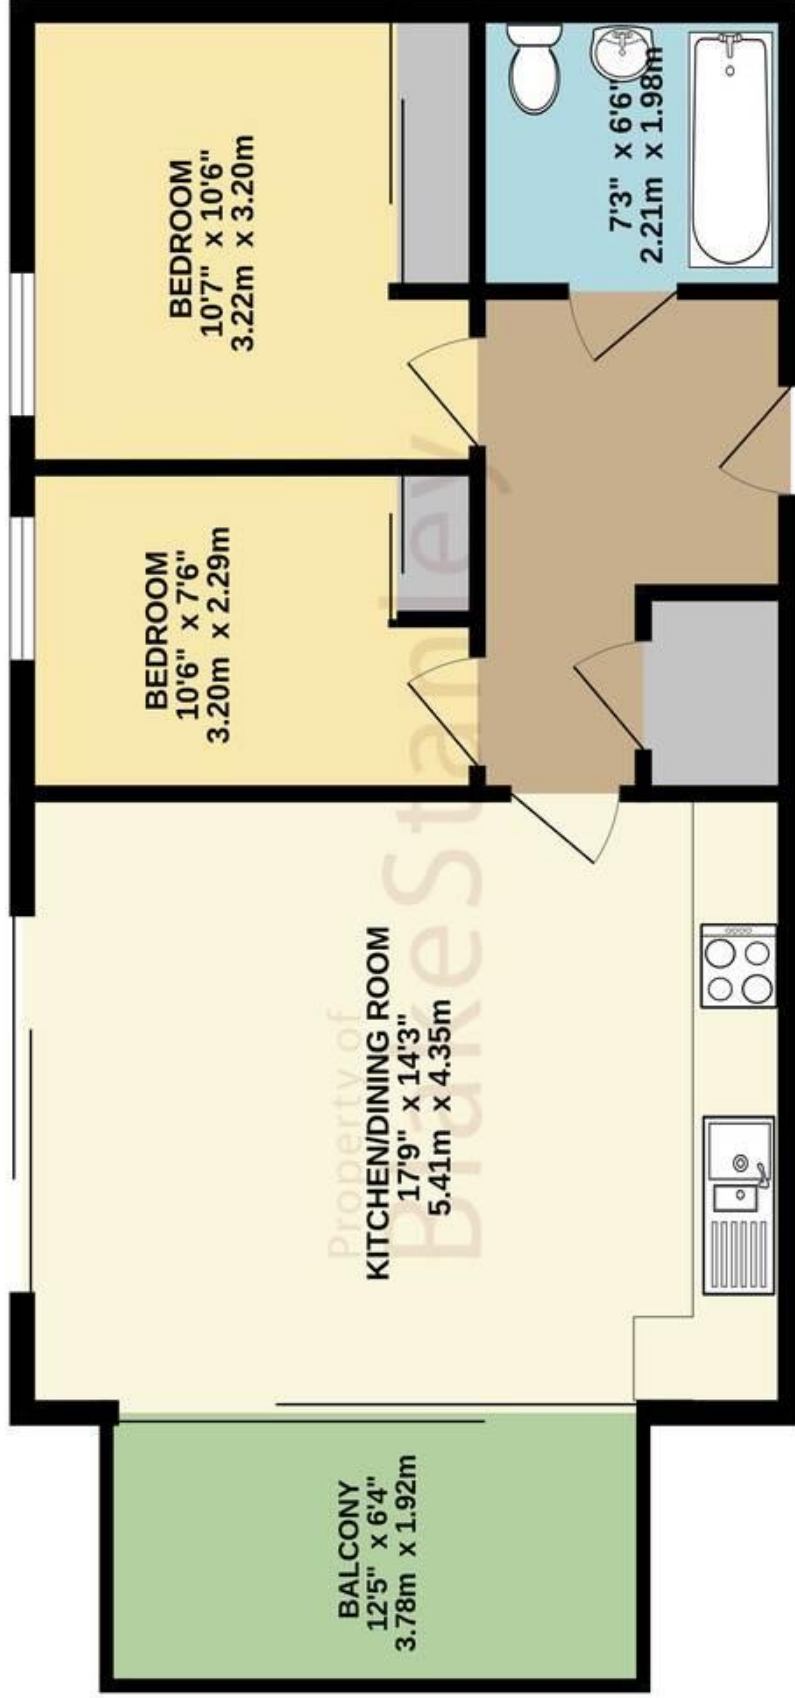 BEDROOM
10'7" x 10'6"
3.22m x 3.20m
7'3" x 6'6"
2.21m x 1.98m
BEDROOM
10'6" x 7'6"
3.20m x 2.29m
KITCHEN/DINING ROOM
17'9" x 14'3"
5.41m x 4.35m
BALCONY
12'5" x 6'4"
3.78m x 1.92m
Property of
BlakeStanley